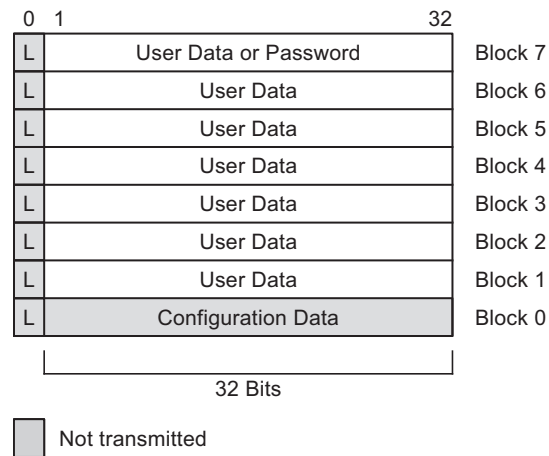 0 1 32
L User Data or Password Block 7
L User Data Block 6
L User Data Block 5
L User Data Block 4
L User Data Block 3
L User Data Block 2
L User Data Block 1
L Configuration Data Block 0
32 Bits
Not transmitted